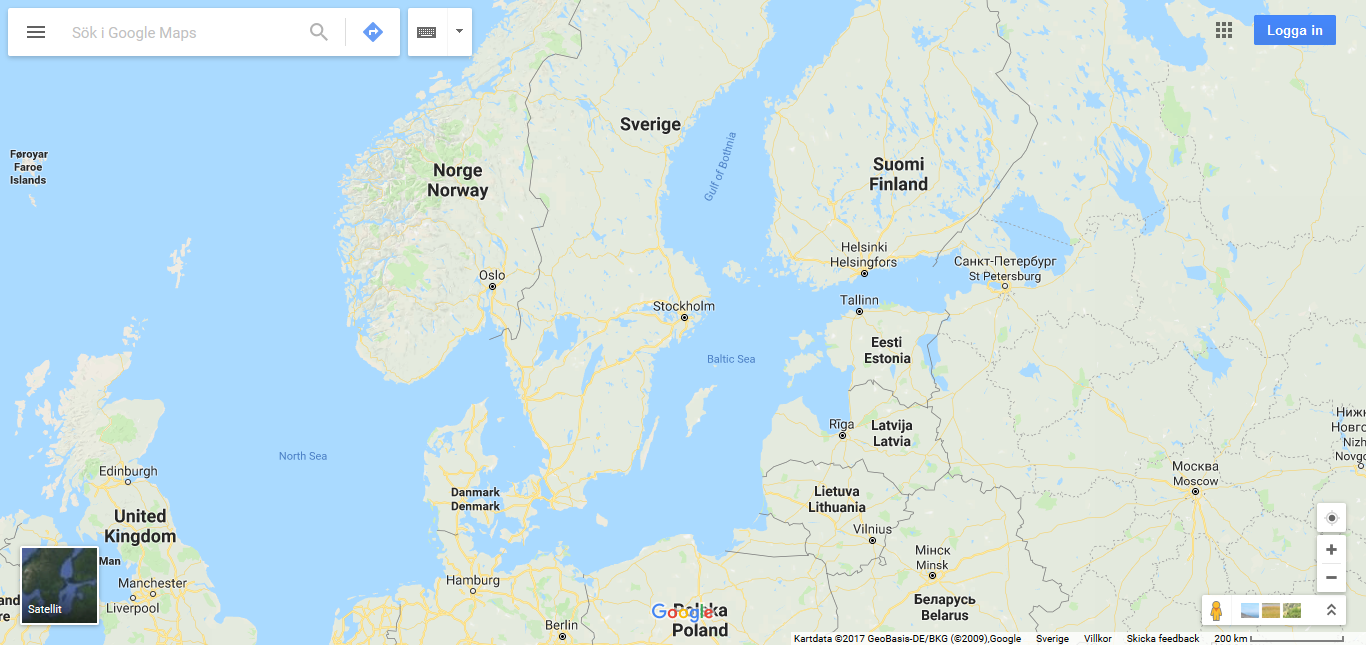 Sök i Google Maps
Logga in
Sverige
Føroyar
Faroe
Islands
Norge
Norway
Gulf of Bothnia
Suomi
Finland
Helsinki
Helsingfors
Санкт-Петербург
St Petersburg
Oslo
Stockholm
Tallinn
Eesti
Estonia
Baltic Sea
Rīga
Latvija
Latvia
North Sea
Edinburgh
Москва
Moscow
United
Kingdom
Danmark
Denmark
Lietuva
Lithuania
Vilnius
Man
Мінск
Minsk
Manchester
Liverpool
Hamburg
Беларусь
Belarus
Satellit
Berlin
Google
Polska
Poland
Kartdata ©2017 GeoBasis-DE/BKG (©2009),Google
Sverige
Villkor
Skicka feedback
200 km